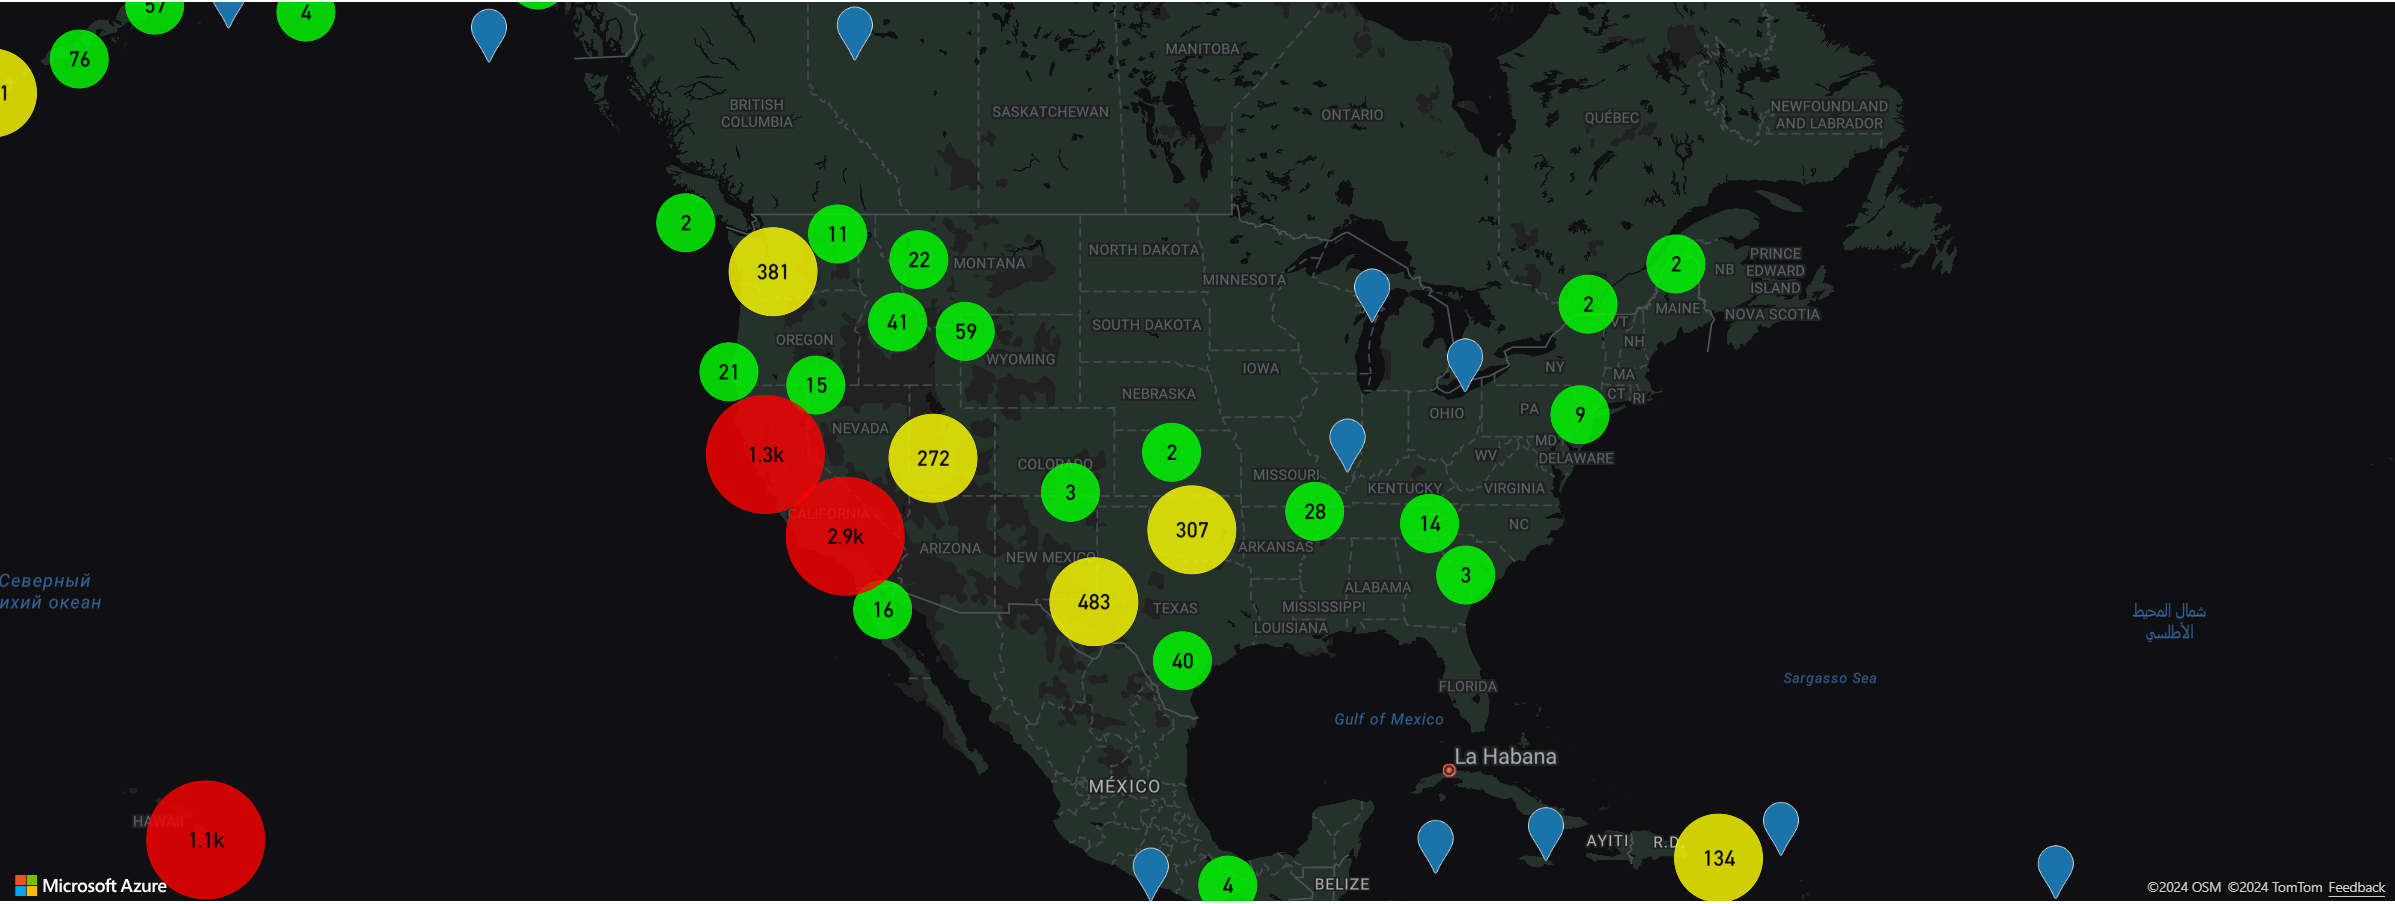 57
4
76
1
MANITOBA
BRITISH
COLUMBIA
SASKATCHEWAN
ONTARIO
QUÉBEC
NEWFOUNDLAND
AND LABRADOR
2
381
11
22
MONTANA
NORTH DAKOTA
MINNESOTA
2
NB
PRINCE
EDWARD
ISLAND
2
MAINE
NOVA SCOTIA
41
59
OREGON
SOUTH DAKOTA
WYOMING
VT
NH
21
15
IOWA
NY
MA
NEBRASKA
CT
RI
NEVADA
OHIO
PA
9
1.3k
272
COLORADO
2
MD
WV
DELAWARE
MISSOURI
3
KENTUCKY
VIRGINIA
CALIFORNIA
2.9k
307
28
14
NC
ARIZONA
NEW MEXICO
ARKANSAS
3
Северный
ихий океан
16
483
TEXAS
ALABAMA
MISSISSIPPI
LOUISIANA
شمال المحيط
الأطلسي
40
FLORIDA
Sargasso Sea
Gulf of Mexico
La Habana
MÉXICO
HAWAII
1.1k
AYITI
R.D.
134
4
BELIZE
Microsoft Azure
©2024 OSM ©2024 TomTom Feedback